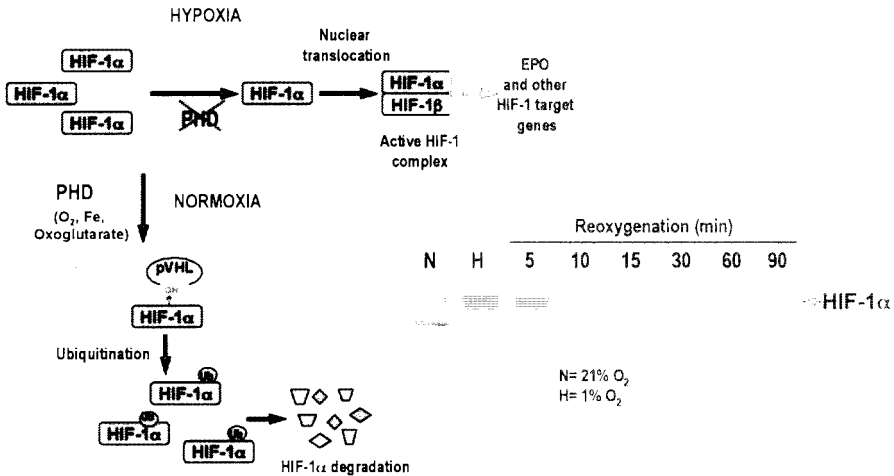 HYPOXIA
HIF-1α
HIF-1α
HIF-1α
PHD
HIF-1α
Nuclear
translocation
HIF-1α
HIF-1β
Active HIF-1
complex
EPO
and other
HIF-1 target
genes
PHD
(O₂, Fe,
Oxoglutarate)
NORMOXIA
pVHL
OH
HIF-1α
Ubiquitination
Ub
HIF-1α
Ub
HIF-1α
Ub
HIF-1α
HIF-1α degradation
Reoxygenation (min)
N H 5 10 15 30 60 90
HIF-1α
N= 21% O₂
H= 1% O₂